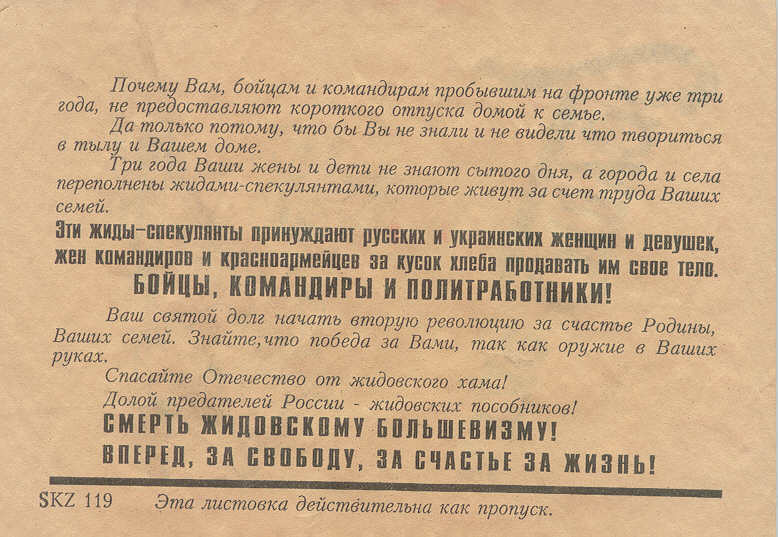 Почему Вам, бойцам и командирам пробывшим на фронте уже три
года, не предоставляют короткого отпуска домой к семье.
Да только потому, что бы Вы не знали и не видели что твориться
в тылу и Вашем доме.
Три года Ваши жены и дети не знают сытого дня, а города и села
переполнены жидами-спекулянтами, которые живут за счет труда Ваших
семей.
Эти жиды-спекулянты принуждают русских и украинских женщин и девушек,
жен командиров и красноармейцев за кусок хлеба продавать им свое тело.
БОЙЦЫ, КОМАНДИРЫ И ПОЛИТРАБОТНИКИ!
Ваш святой долг начать вторую революцию за счастье Родины,
Ваших семей. Знайте,что победа за Вами, так как оружие в Ваших
руках.
Спасайте Отечество от жидовского хама!
Долой предателей России - жидовских пособников!
СМЕРТЬ ЖИДОВСКОМУ БОЛЬШЕВИЗМУ!
ВПЕРЕД, ЗА СВОБОДУ, ЗА СЧАСТЬЕ ЗА ЖИЗНЬ!
SKZ 119 Эта листовка действительна как пропуск.